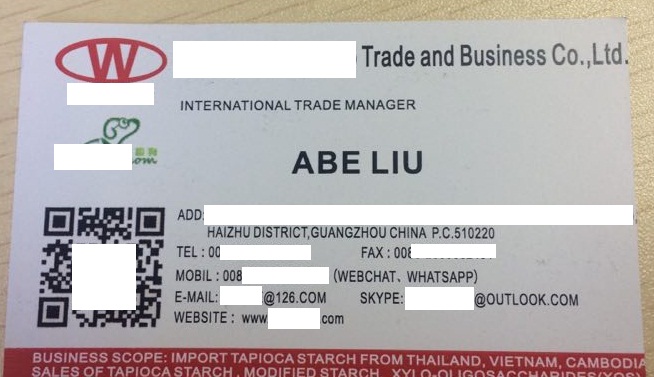 W
Trade and Business Co.,Ltd.
INTERNATIONAL TRADE MANAGER
ABE LIU
ADD:
HAIZHU DISTRICT,GUANGZHOU CHINA P.C.510220
TEL : 00 FAX : 008
MOBIL : 008 (WEBCHAT、WHATSAPP)
E-MAIL: @126.COM SKYPE: @OUTLOOK.COM
WEBSITE : www .com
BUSINESS SCOPE: IMPORT TAPIOCA STARCH FROM THAILAND, VIETNAM, CAMBODIA
SALES OF TAPIOCA STARCH , MODIFIED STARCH , XYLO-OLIGOSACCHARIDES(XOS)